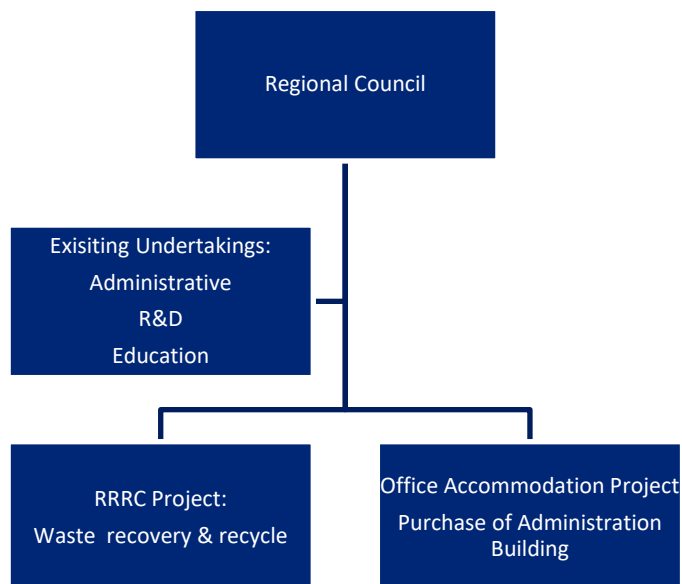 Regional Council
Exisiting Undertakings:
Administrative
R&D
Education
RRRC Project:
Waste recovery & recycle
Office Accommodation Project
Purchase of Administration
Building